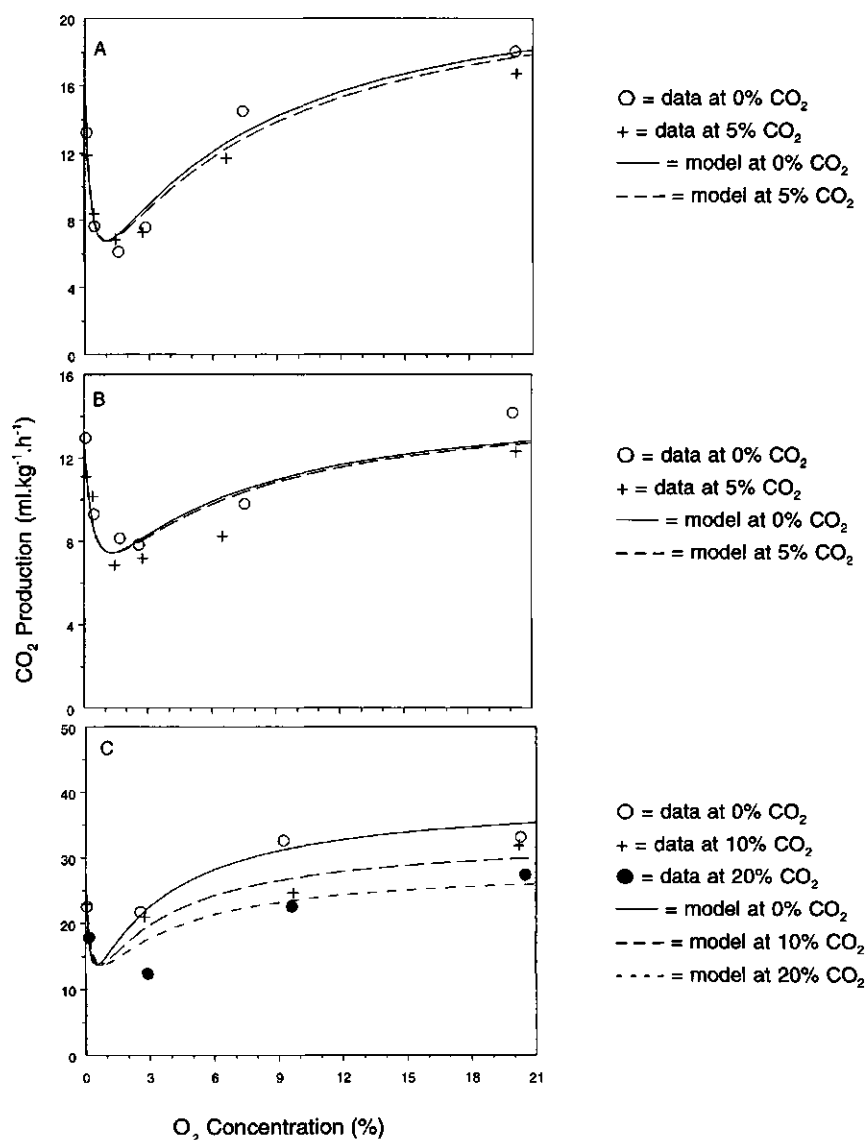 20
16
12
8
4
0
A
O = data at 0% CO₂
+ = data at 5% CO₂
— = model at 0% CO₂
– – – = model at 5% CO₂
16
12
8
4
0
B
O = data at 0% CO₂
+ = data at 5% CO₂
— = model at 0% CO₂
– – – = model at 5% CO₂
CO₂ Production (ml.kg⁻¹.h⁻¹)
50
40
30
20
10
0
C
O = data at 0% CO₂
+ = data at 10% CO₂
● = data at 20% CO₂
— = model at 0% CO₂
– – – = model at 10% CO₂
- - - - = model at 20% CO₂
0 3 6 9 12 15 18 21
O₂ Concentration (%)